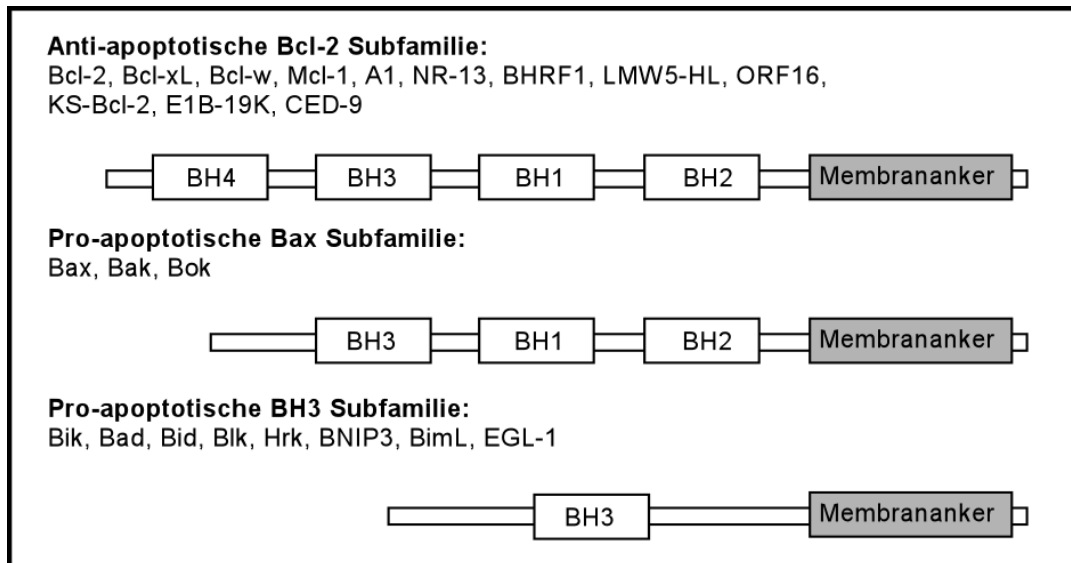 Anti-apoptotische Bcl-2 Subfamilie:
Bcl-2, Bcl-xL, Bcl-w, Mcl-1, A1, NR-13, BHRF1, LMW5-HL, ORF16,
KS-Bcl-2, E1B-19K, CED-9
BH4 BH3 BH1 BH2 Membrananker
Pro-apoptotische Bax Subfamilie:
Bax, Bak, Bok
BH3 BH1 BH2 Membrananker
Pro-apoptotische BH3 Subfamilie:
Bik, Bad, Bid, Blk, Hrk, BNIP3, BimL, EGL-1
BH3 Membrananker